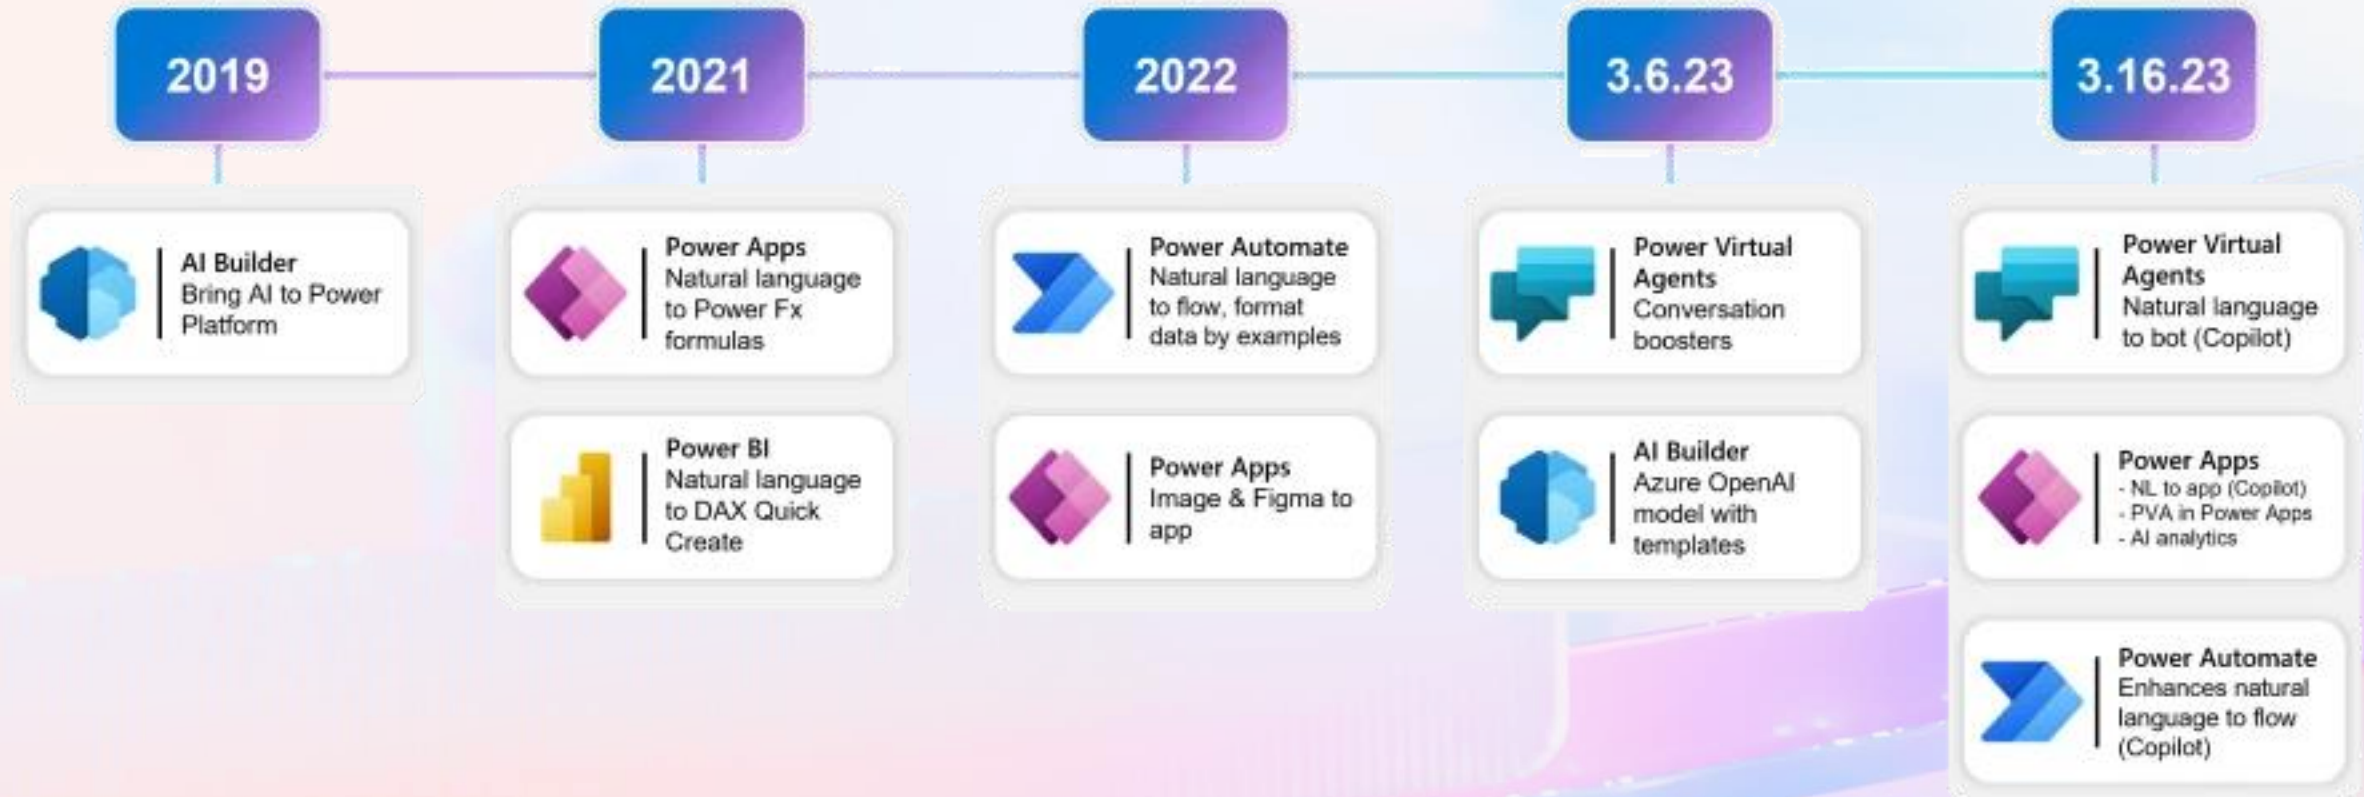 2019
2021
2022
3.6.23
3.16.23
AI Builder
Bring AI to Power
Platform
Power Apps
Natural language
to Power Fx
formulas
Power BI
Natural language
to DAX Quick
Create
Power Automate
Natural language
to flow, format
data by examples
Power Apps
Image & Figma to
app
Power Virtual
Agents
Conversation
boosters
AI Builder
Azure OpenAI
model with
templates
Power Virtual
Agents
Natural language
to bot (Copilot)
Power Apps
- NL to app (Copilot)
- PVA in Power Apps
- AI analytics
Power Automate
Enhances natural
language to flow
(Copilot)